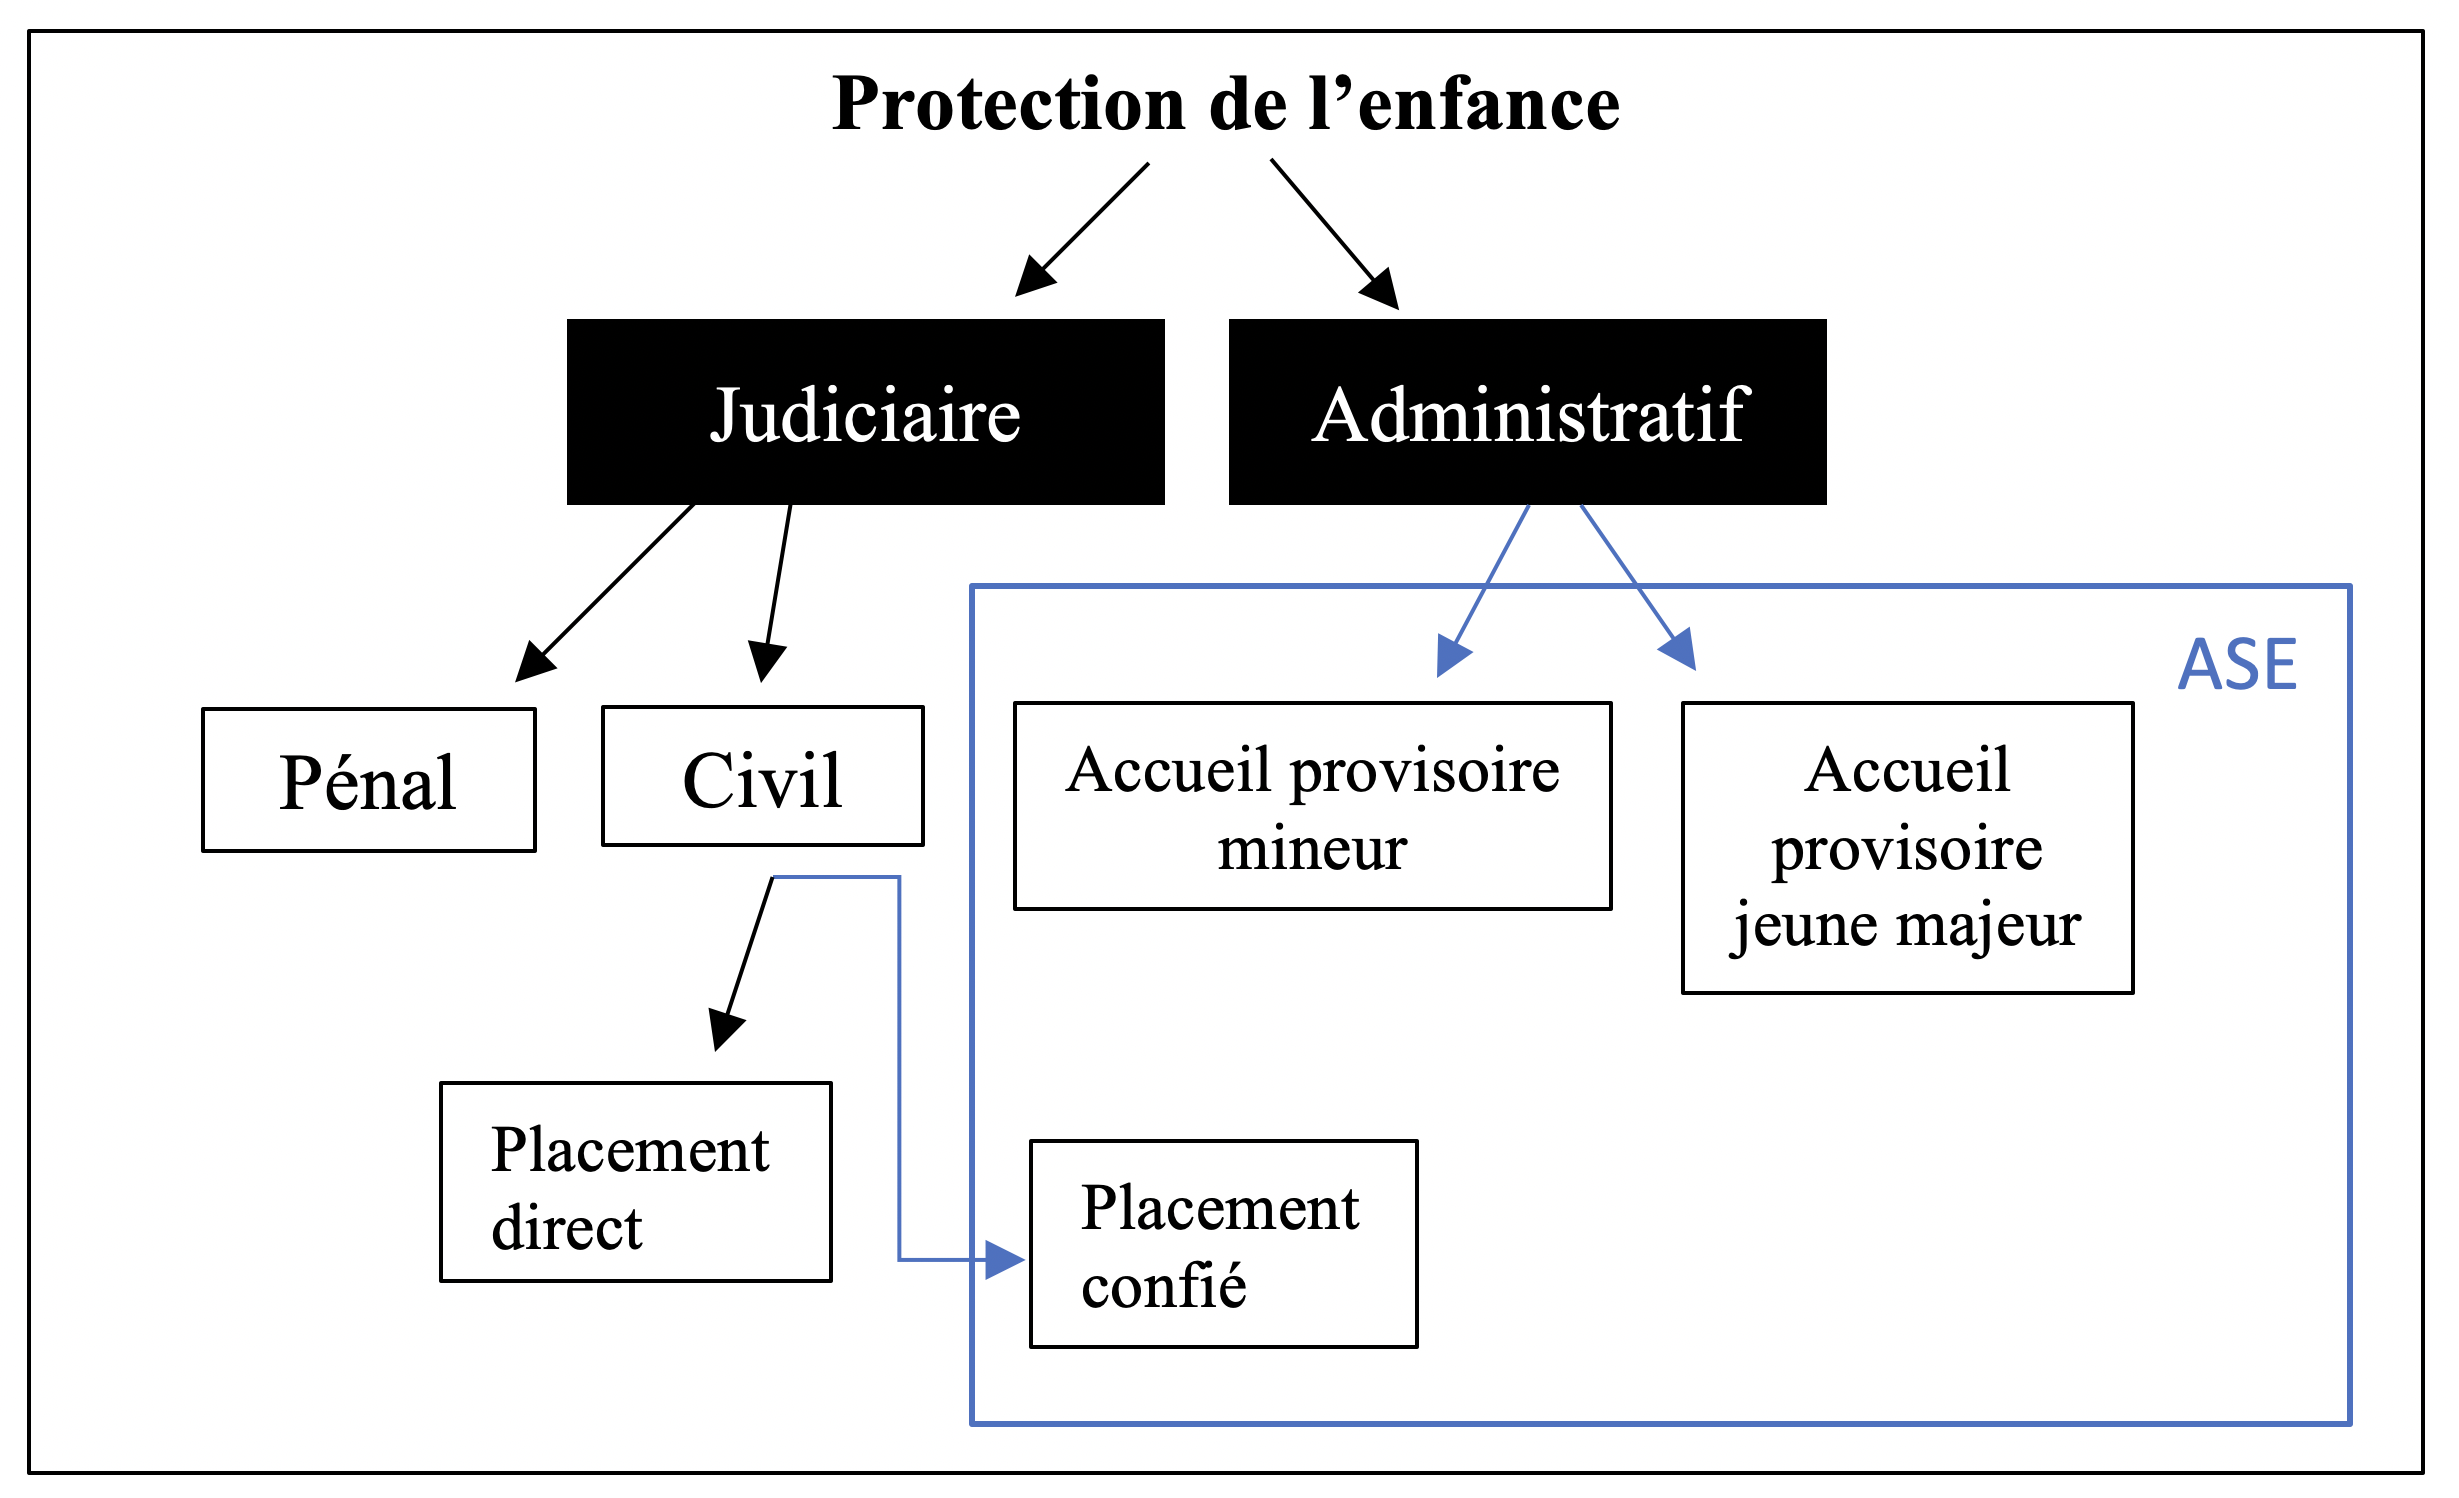 Protection de l’enfance
Judiciaire
Administratif
ASE
Pénal
Civil
Accueil provisoire
mineur
Accueil
provisoire
jeune majeur
Placement
direct
Placement
confié